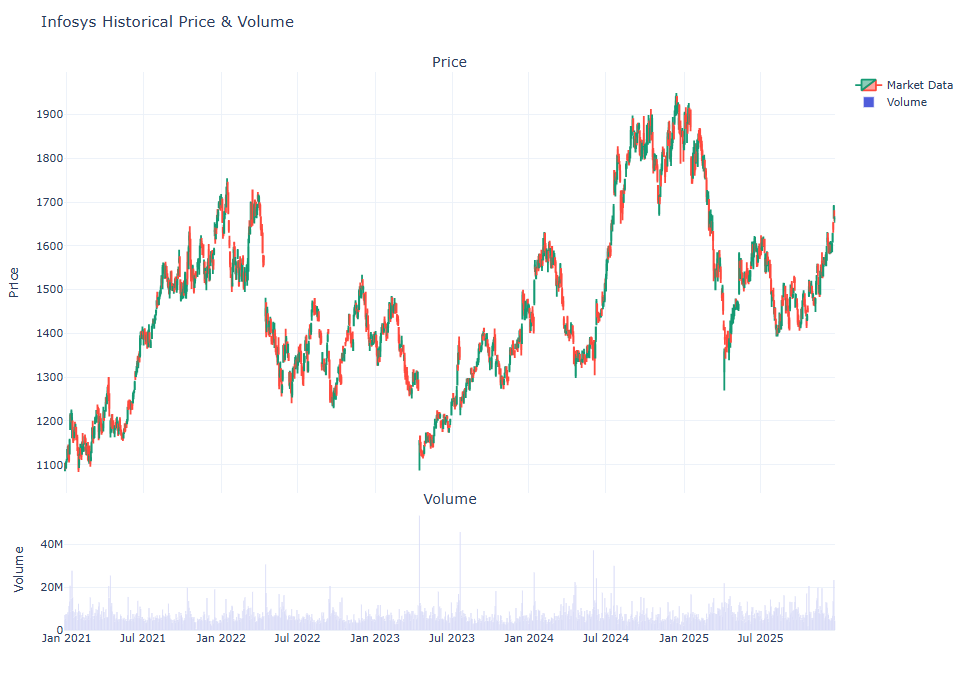 Infosys Historical Price & Volume
Price
Market Data
Volume
1900
1800
1700
1600
1500
1400
1300
1200
1100
Price
Volume
40M
20M
0
Volume
Jan 2021
Jul 2021
Jan 2022
Jul 2022
Jan 2023
Jul 2023
Jan 2024
Jul 2024
Jan 2025
Jul 2025